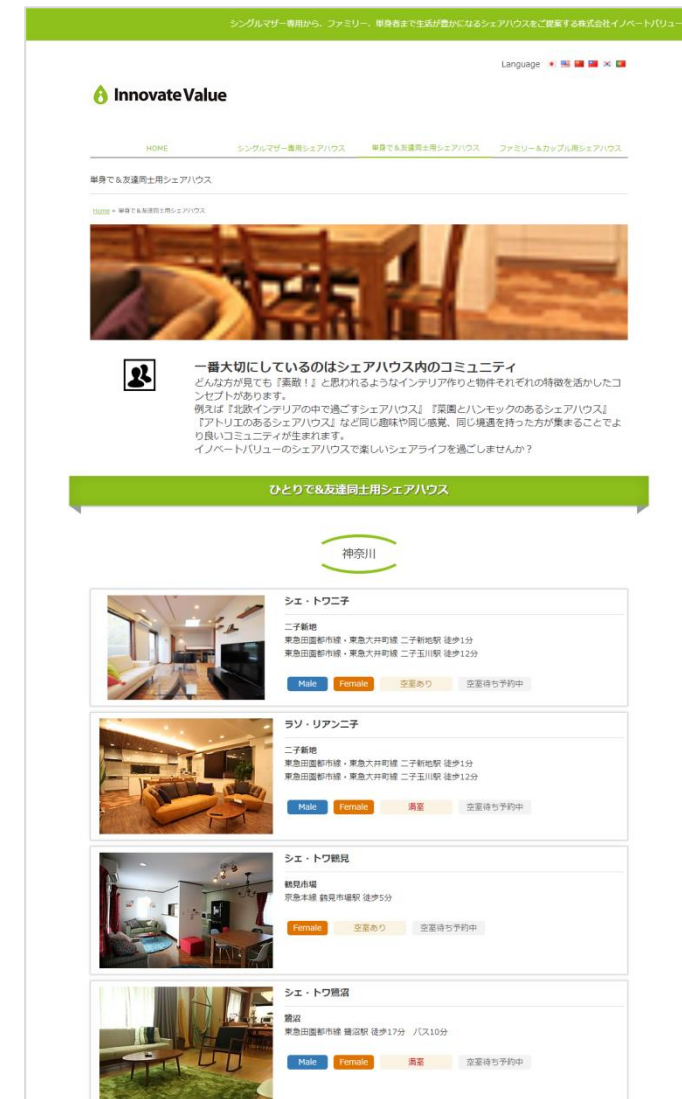 シングルマザー専用から、ファミリー、単身者まで生活が豊かになるシェアハウスをご提案する株式会社イノベートバリュー
Language
Innovate Value
HOME シングルマザー専用シェアハウス 単身で&友達同士用シェアハウス ファミリー&カップル用シェアハウス
単身で&友達同士用シェアハウス
Home » 単身で&友達同士用シェアハウス
一番大切にしているのはシェアハウス内のコミュニティ
どんな方が見ても『素敵！』と思われるようなインテリア作りと物件それぞれの特徴を活かしたコ
ンセプトがあります。
例えば『北欧インテリアの中で過ごすシェアハウス』『菜園とハンモックのあるシェアハウス』
『アトリエのあるシェアハウス』など同じ趣味や同じ感覚、同じ境遇を持った方が集まることでよ
り良いコミュニティが生まれます。
イノベートバリューのシェアハウスで楽しいシェアライフを過ごしませんか？
ひとりで&友達同士用シェアハウス
神奈川
シェ・トワ二子
二子新地
東急田園都市線・東急大井町線 二子新地駅 徒歩1分
東急田園都市線・東急大井町線 二子玉川駅 徒歩12分
Male Female 空室あり 空室待ち予約中
ラソ・リアン二子
二子新地
東急田園都市線・東急大井町線 二子新地駅 徒歩1分
東急田園都市線・東急大井町線 二子玉川駅 徒歩12分
Male Female 満室 空室待ち予約中
シェ・トワ鶴見
鶴見市場
京急本線 鶴見市場駅 徒歩5分
Female 空室あり 空室待ち予約中
シェ・トワ鷺沼
鷺沼
東急田園都市線 鷺沼駅 徒歩17分 バス10分
Male Female 満室 空室待ち予約中